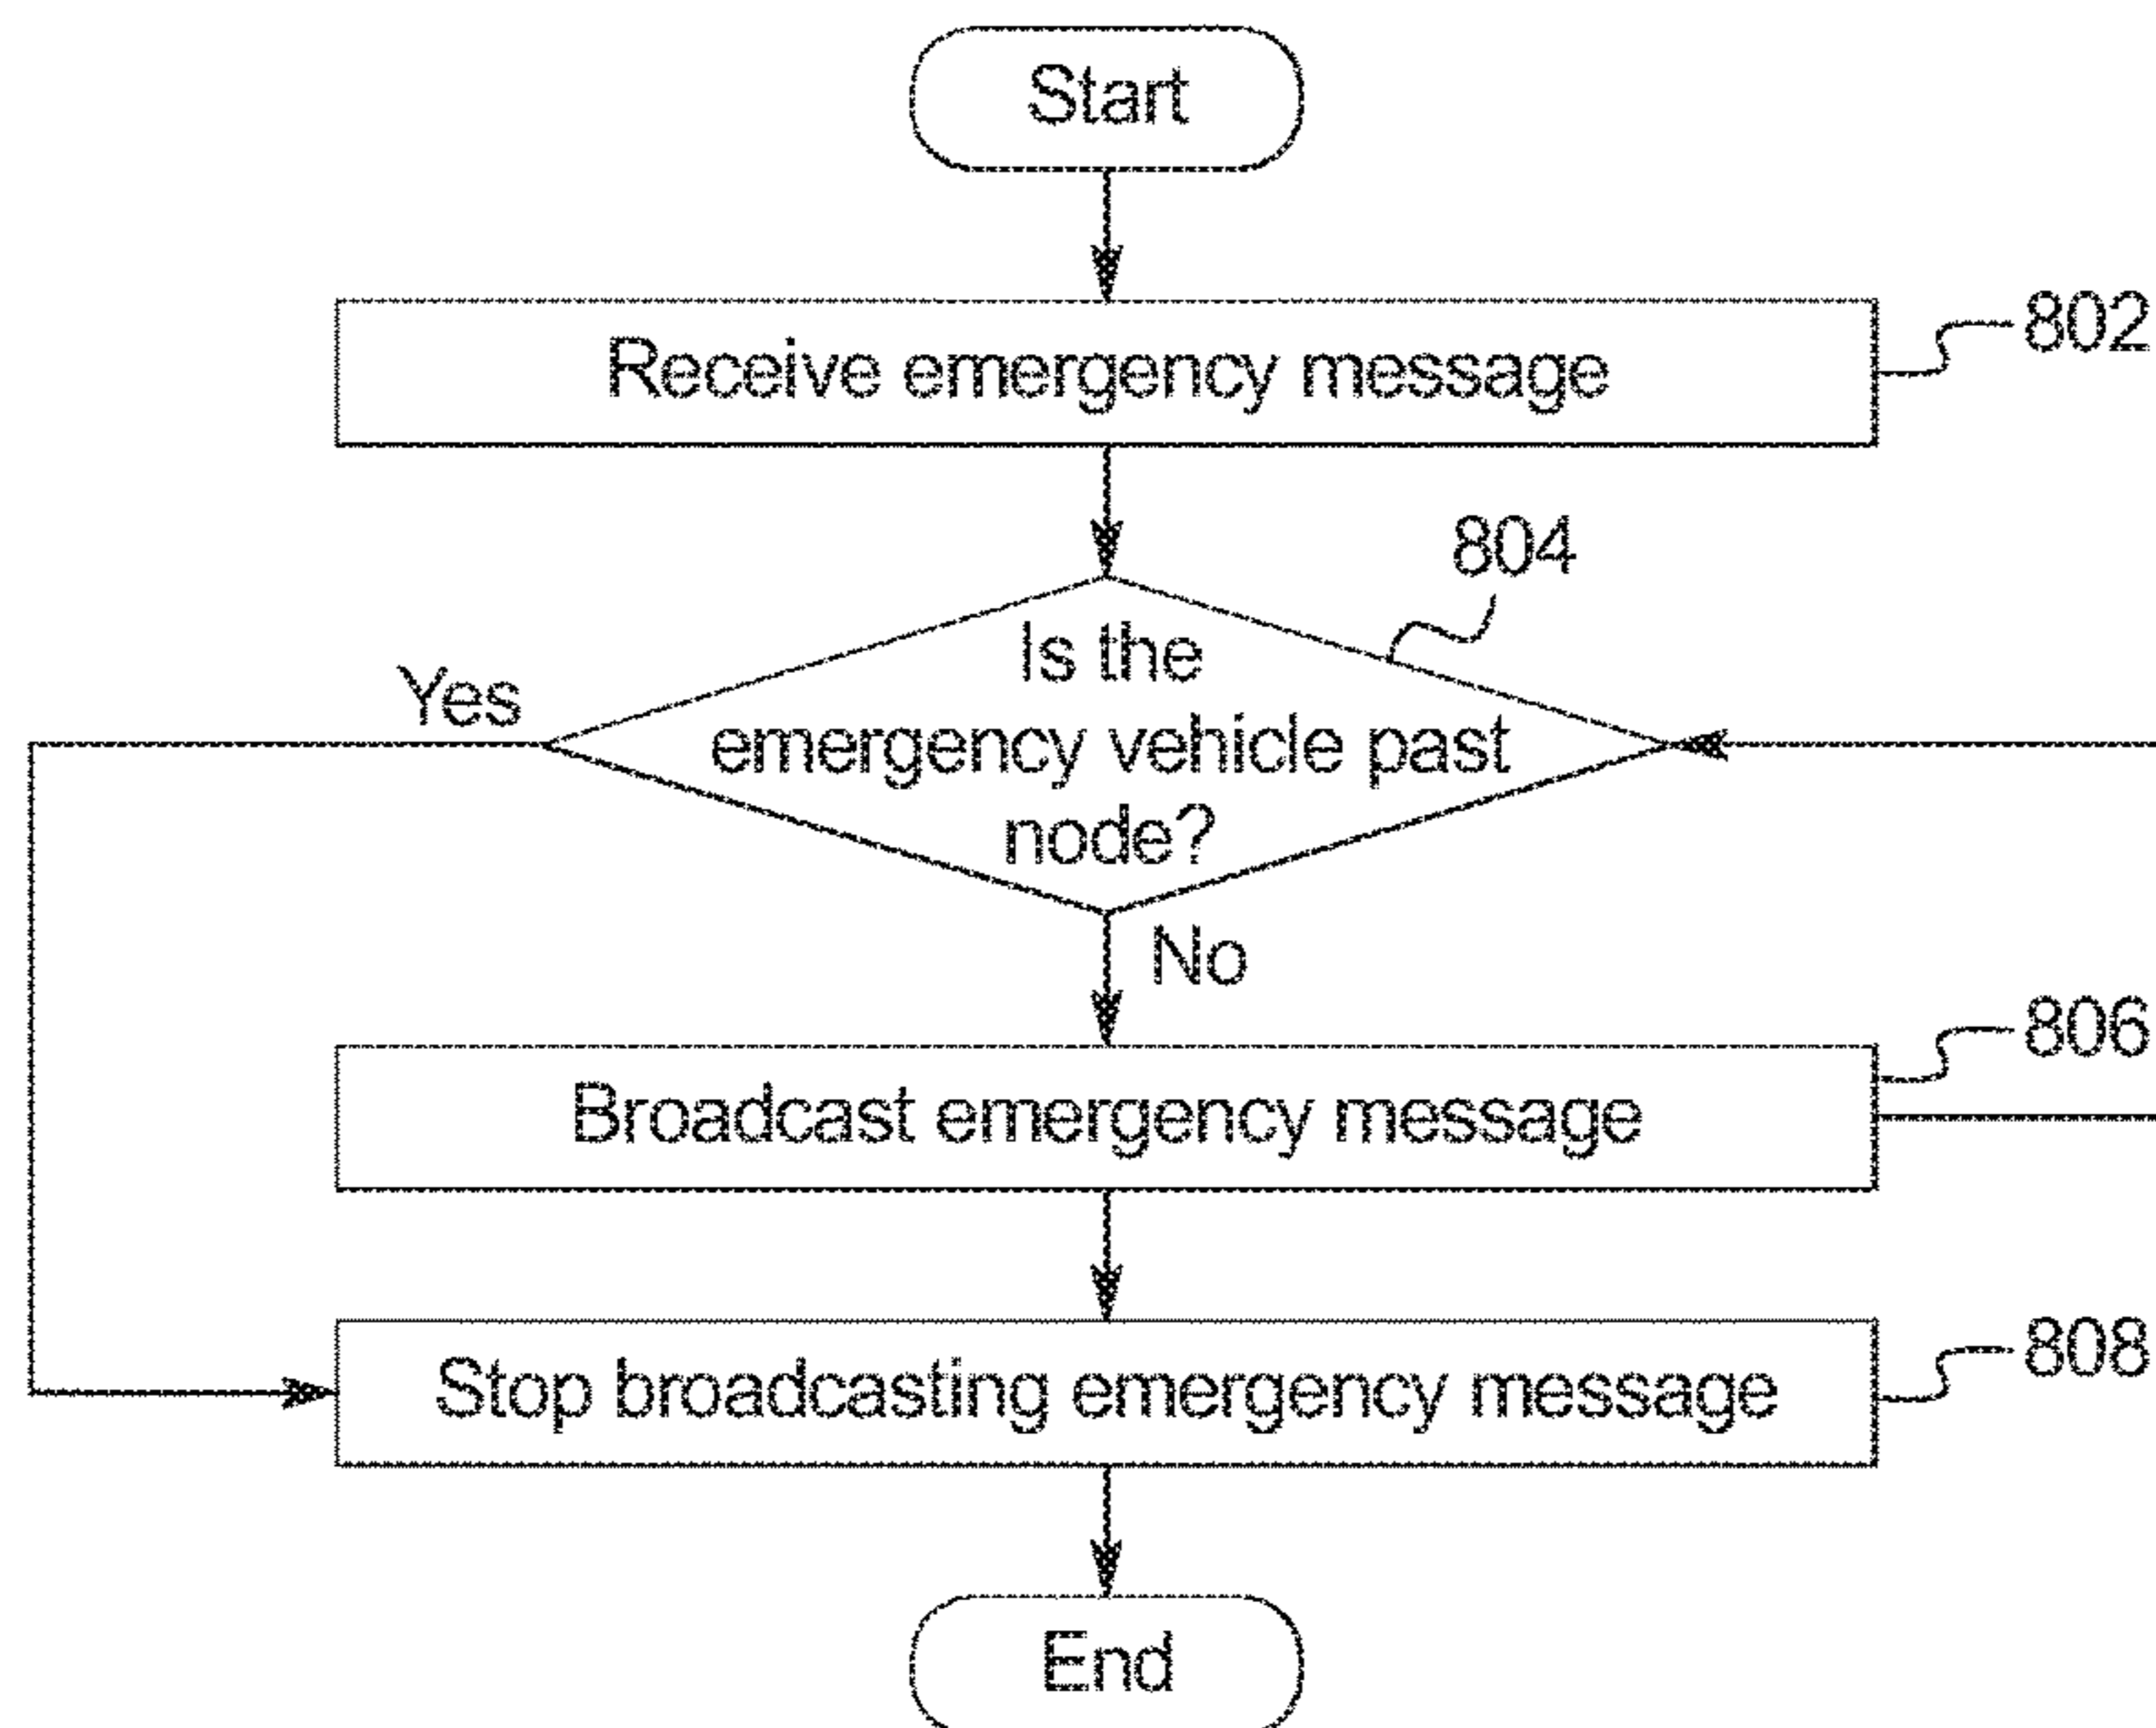 Start
Receive emergency message
802
804
Is the
emergency vehicle past
node?
Yes
No
Broadcast emergency message
806
Stop broadcasting emergency message
808
End